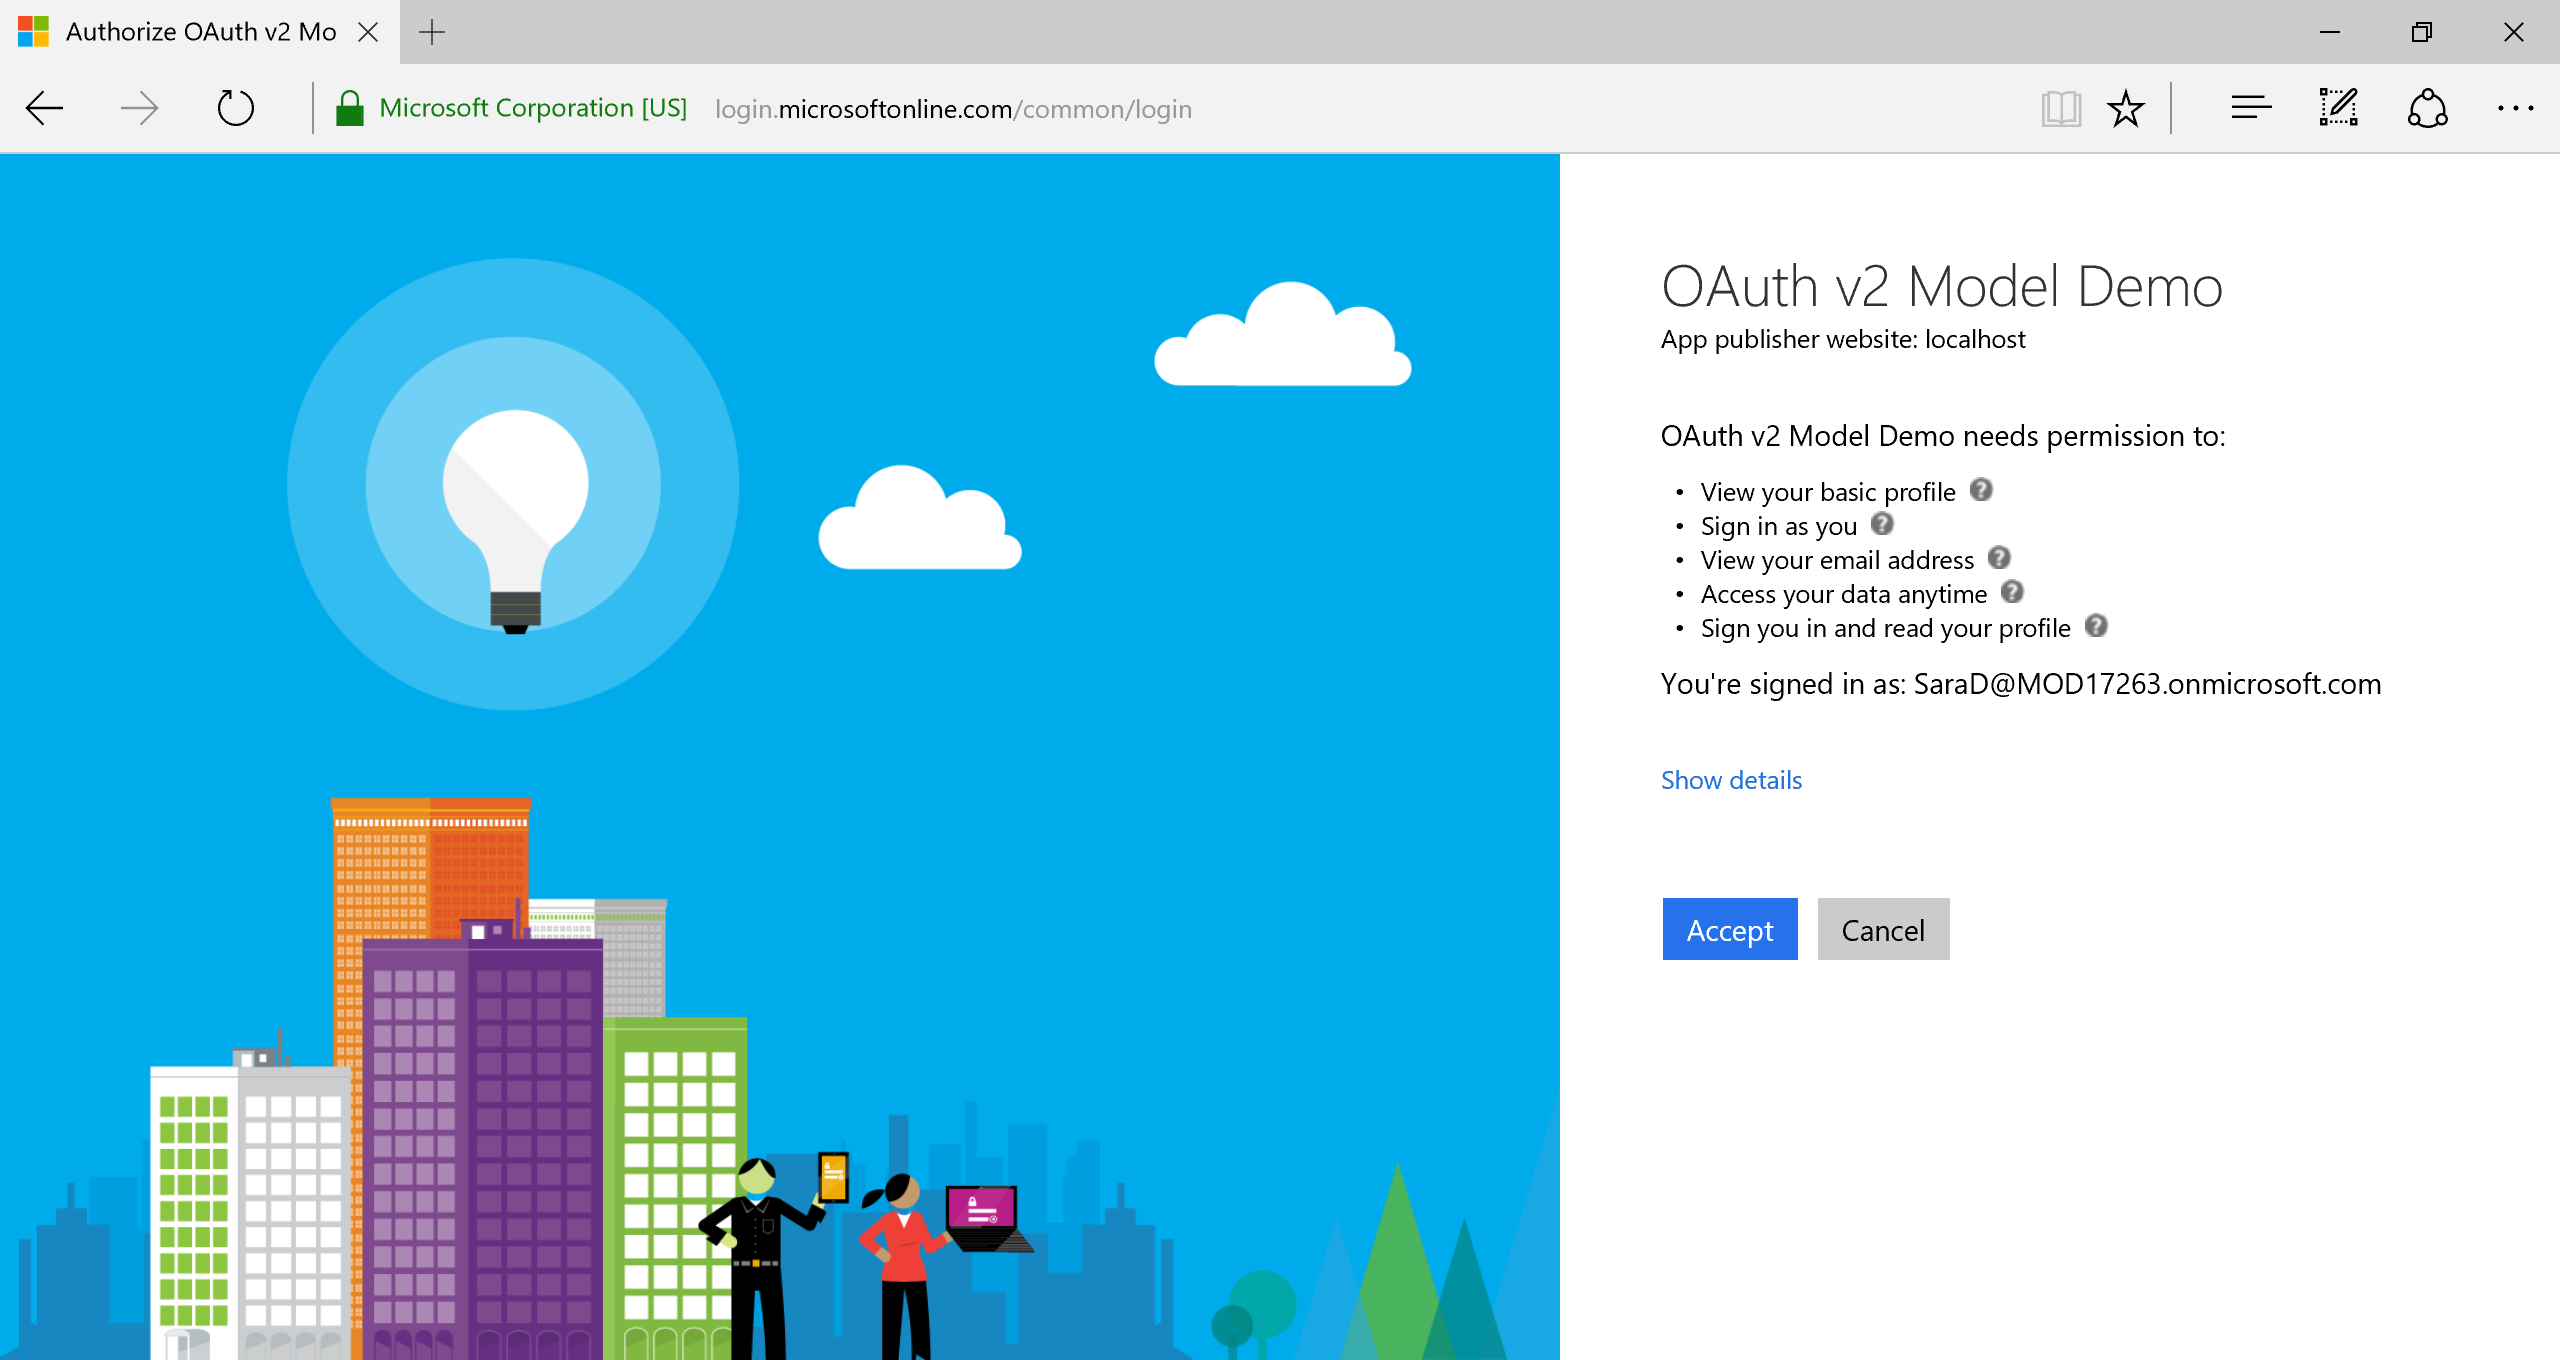 Authorize OAuth v2 Mo
Microsoft Corporation [US] login.microsoftonline.com/common/login
OAuth v2 Model Demo
App publisher website: localhost
OAuth v2 Model Demo needs permission to:
• View your basic profile ?
• Sign in as you ?
• View your email address ?
• Access your data anytime ?
• Sign you in and read your profile ?
You're signed in as: SaraD@MOD17263.onmicrosoft.com
Show details
Accept Cancel